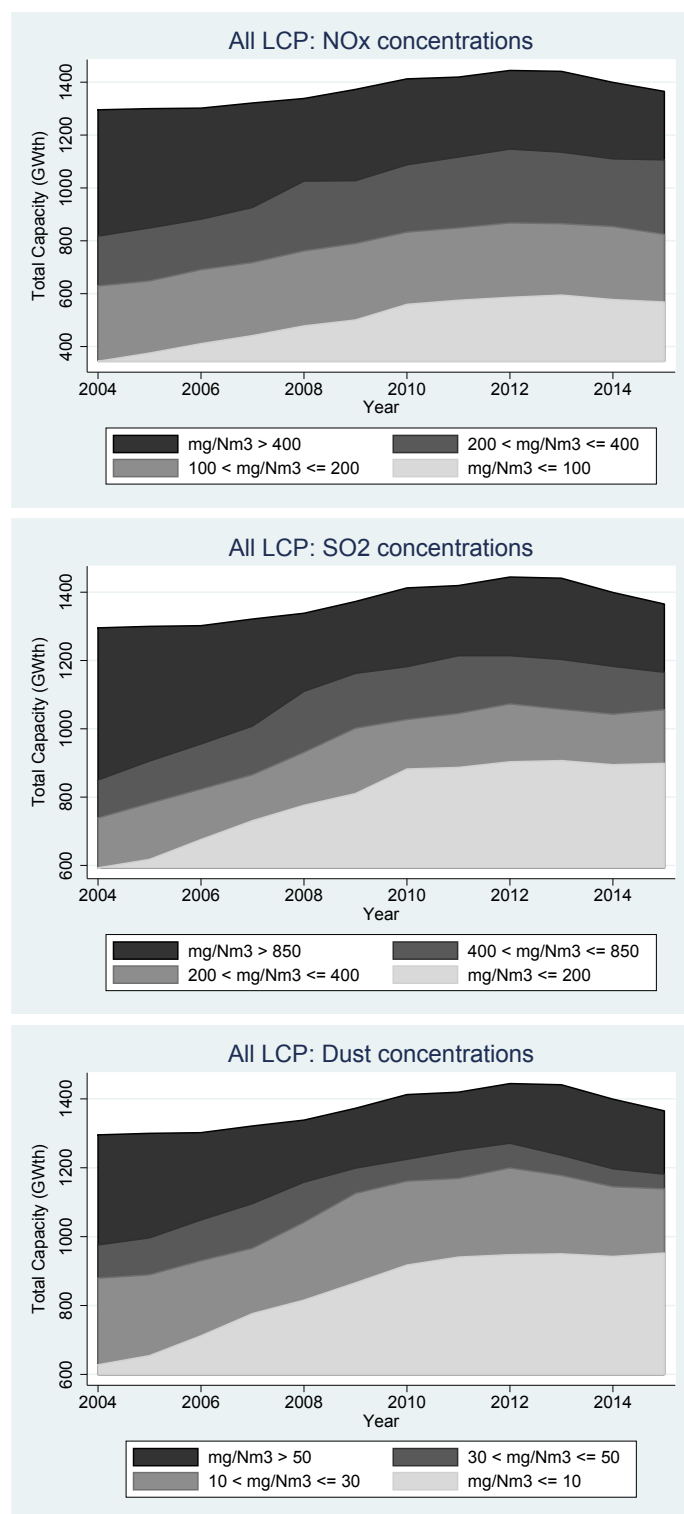 All LCP: NOx concentrations
Total Capacity (GWth)
1400
1200
1000
800
600
400
2004 2006 2008 2010 2012 2014
Year
mg/Nm3 > 400 200 < mg/Nm3 <= 400
100 < mg/Nm3 <= 200 mg/Nm3 <= 100
All LCP: SO2 concentrations
Total Capacity (GWth)
1400
1200
1000
800
600
2004 2006 2008 2010 2012 2014
Year
mg/Nm3 > 850 400 < mg/Nm3 <= 850
200 < mg/Nm3 <= 400 mg/Nm3 <= 200
All LCP: Dust concentrations
Total Capacity (GWth)
1400
1200
1000
800
600
2004 2006 2008 2010 2012 2014
Year
mg/Nm3 > 50 30 < mg/Nm3 <= 50
10 < mg/Nm3 <= 30 mg/Nm3 <= 10